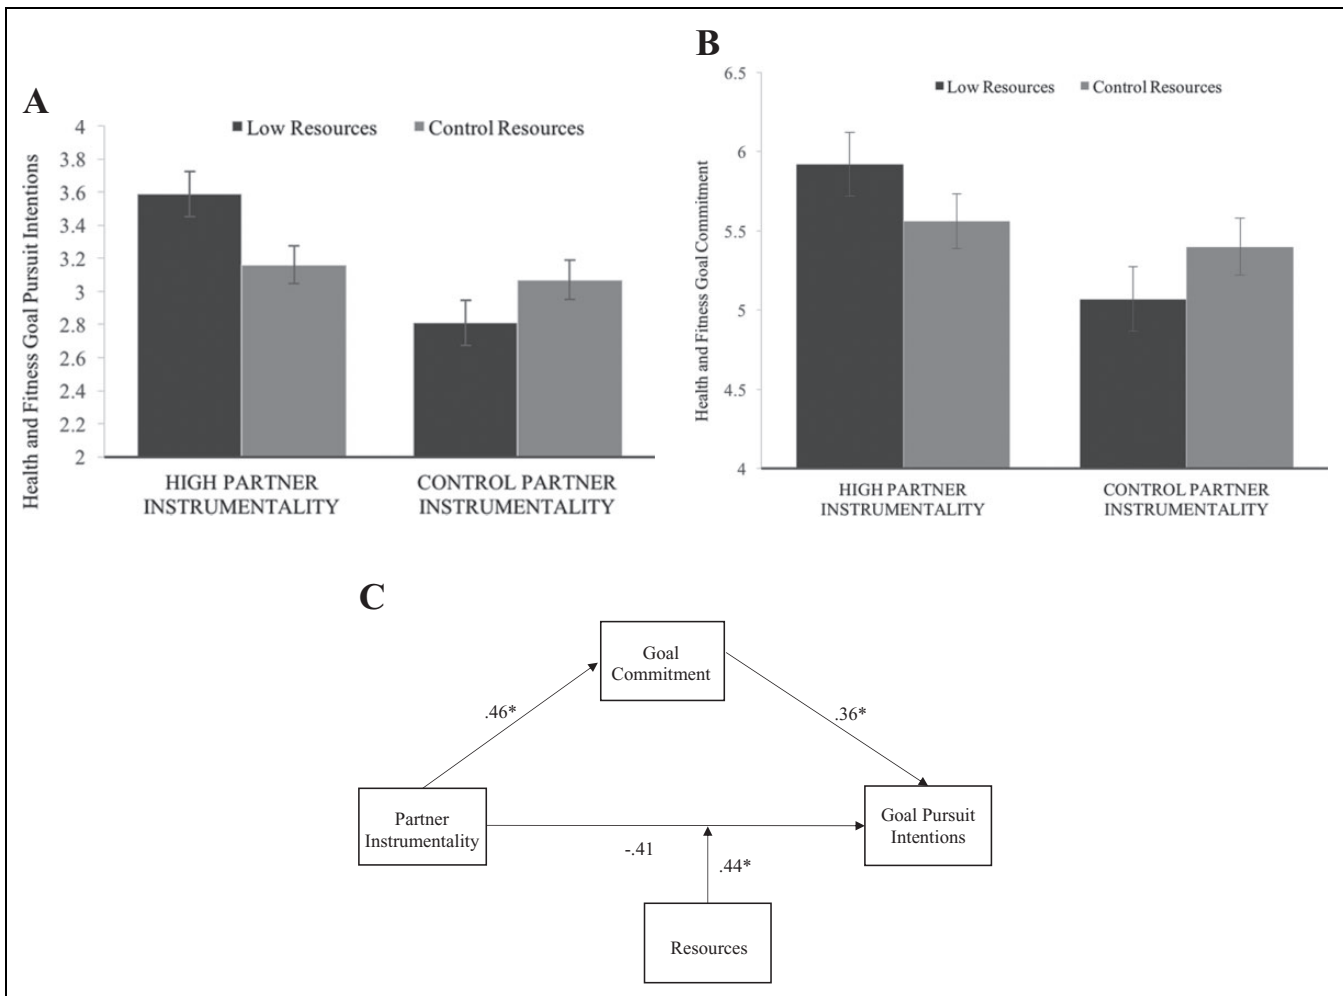 A
Low Resources
Control Resources
Health and Fitness Goal Pursuit Intentions
4
3.8
3.6
3.4
3.2
3
2.8
2.6
2.4
2.2
2
HIGH PARTNER
INSTRUMENTALITY
CONTROL PARTNER
INSTRUMENTALITY
B
Low Resources
Control Resources
Health and Fitness Goal Commitment
6.5
6
5.5
5
4.5
4
HIGH PARTNER
INSTRUMENTALITY
CONTROL PARTNER
INSTRUMENTALITY
C
Goal
Commitment
.46*
.36*
Partner
Instrumentality
Goal Pursuit
Intentions
-.41
.44*
Resources